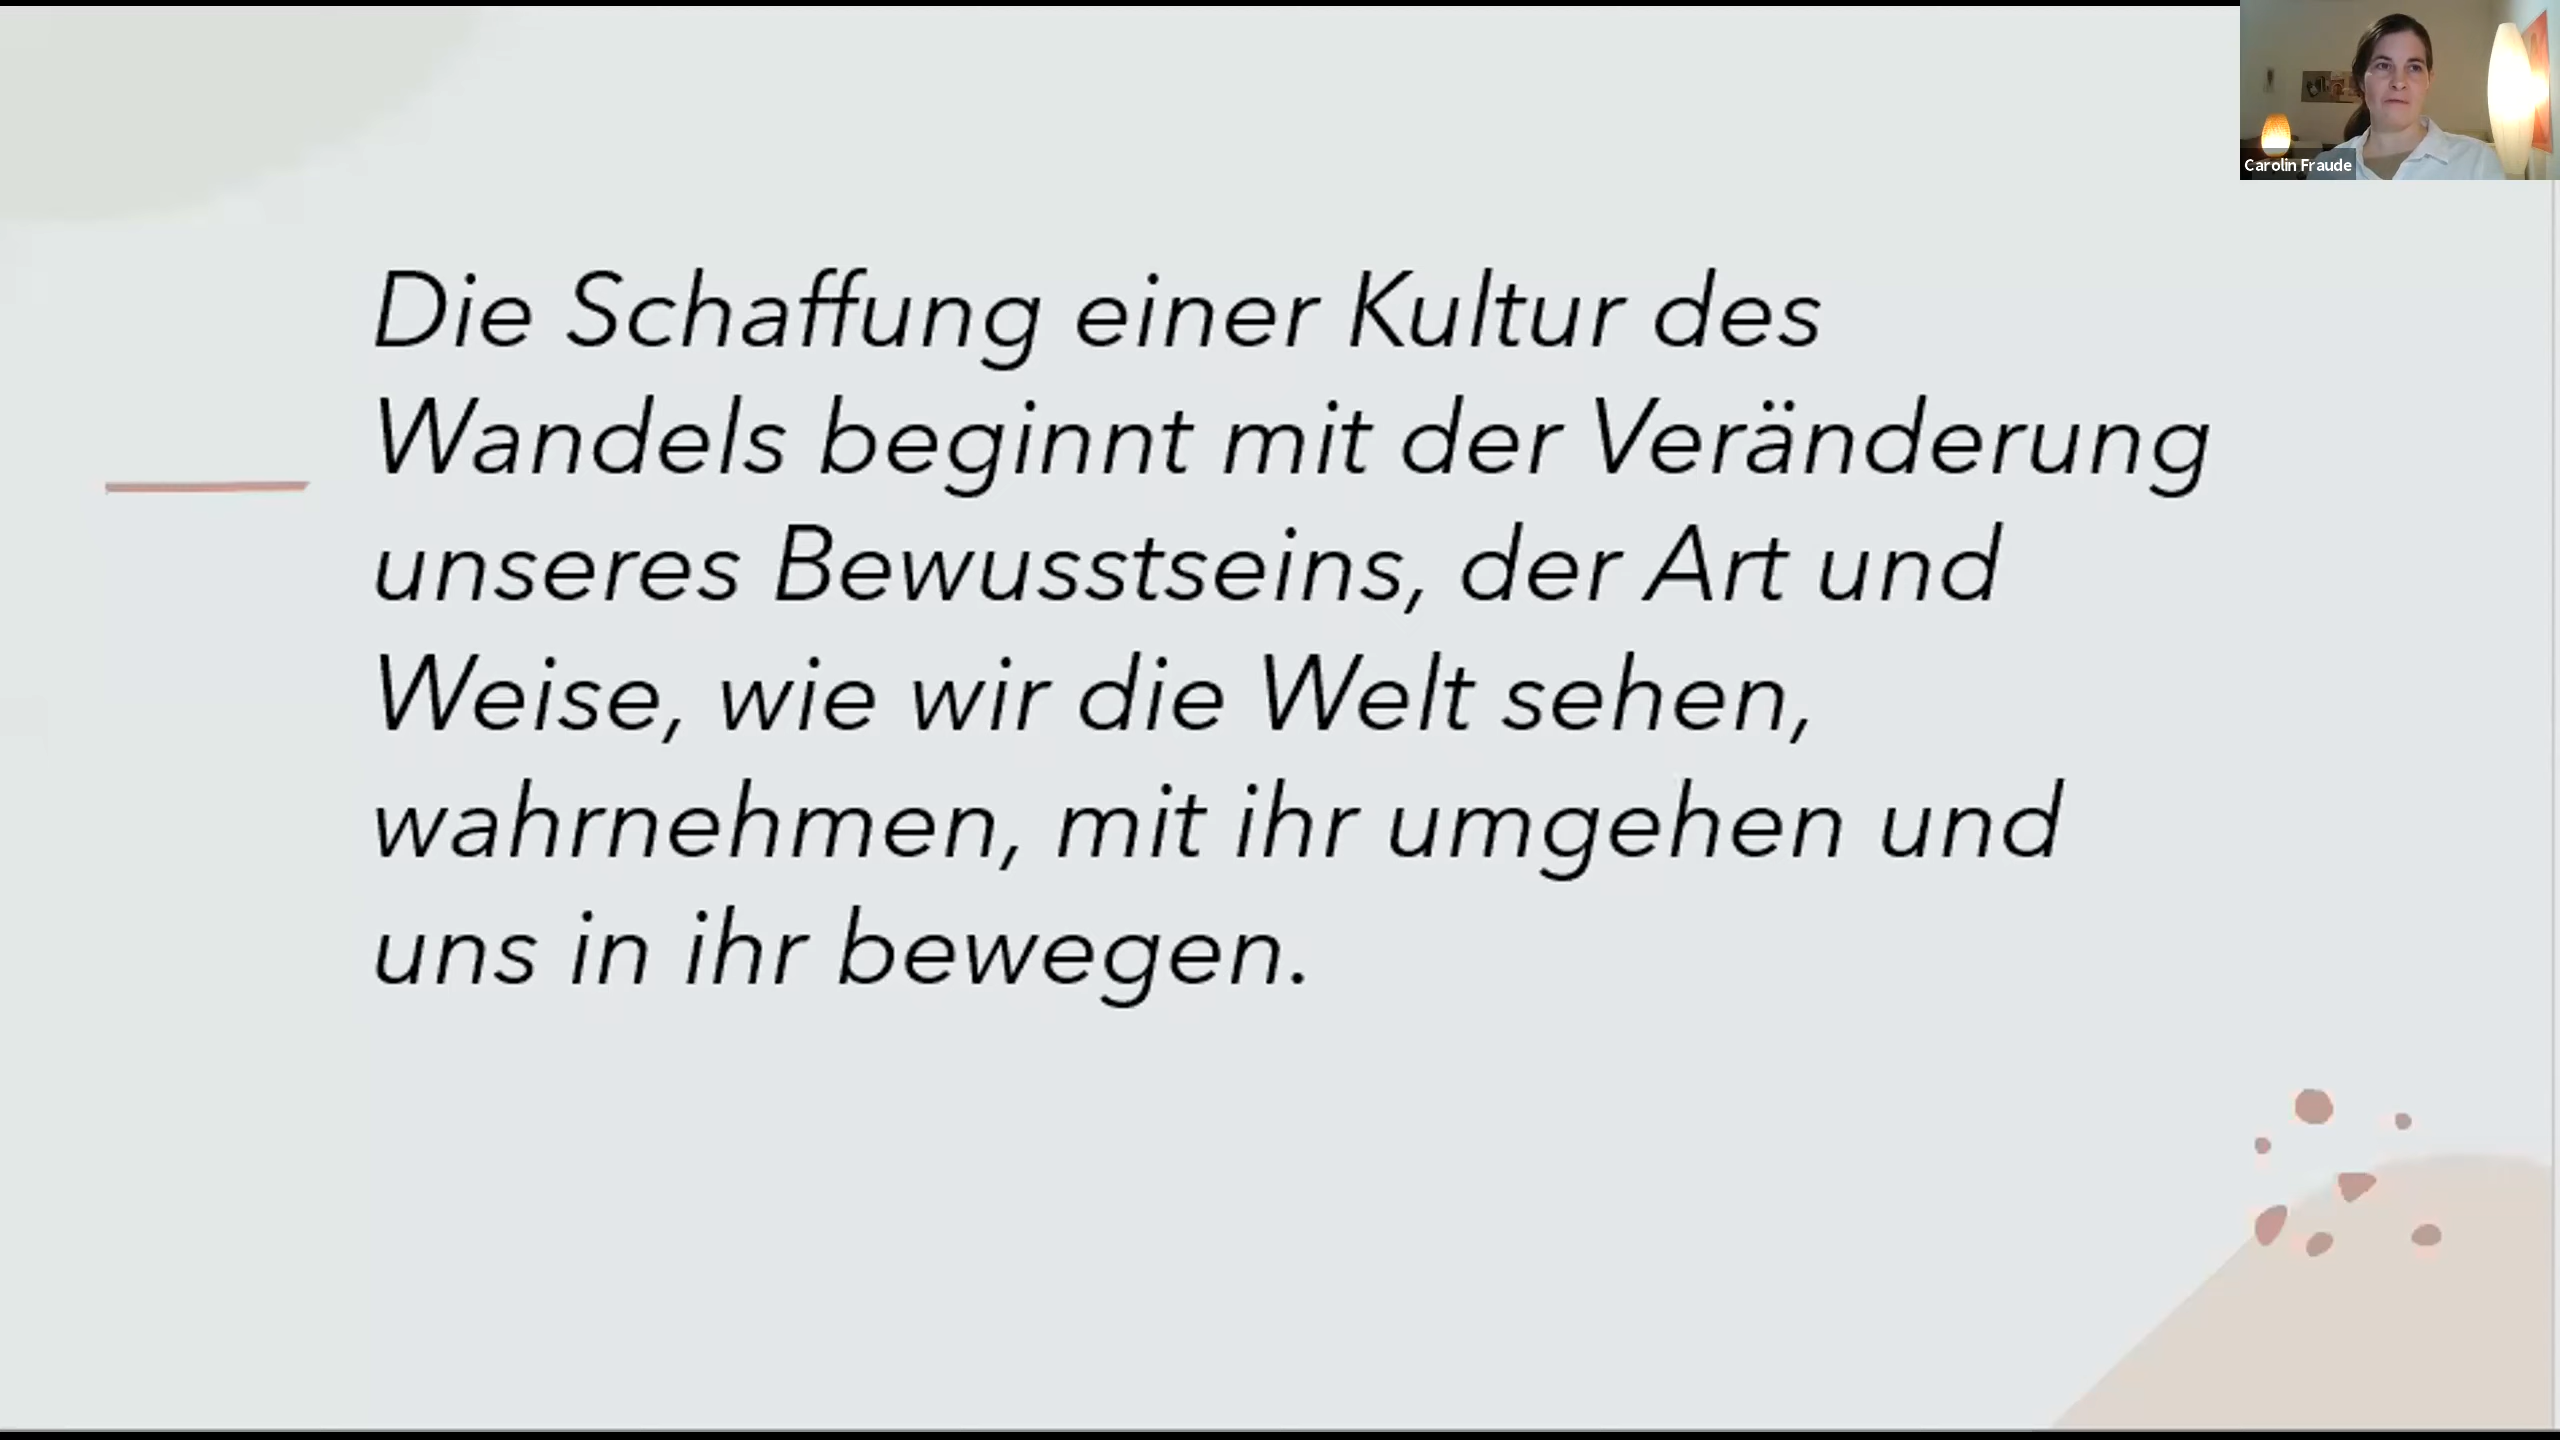 Carolin Fraude
Die Schaffung einer Kultur des
Wandels beginnt mit der Veränderung
unseres Bewusstseins, der Art und
Weise, wie wir die Welt sehen,
wahrnehmen, mit ihr umgehen und
uns in ihr bewegen.